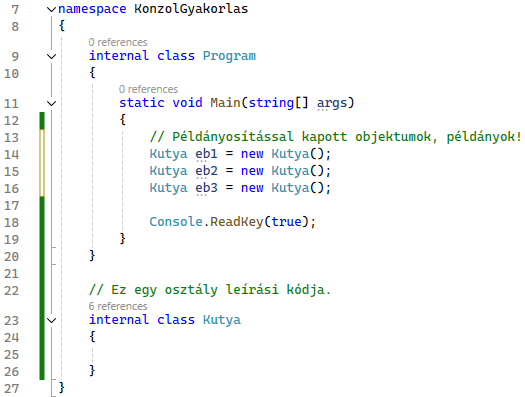 7 namespace KonzolGyakorlas
8 {
0 references
9 internal class Program
10 {
0 references
11 static void Main(string[] args)
12 {
13 // Példányosítással kapott objektumok, példányok!
14 Kutya eb1 = new Kutya();
15 Kutya eb2 = new Kutya();
16 Kutya eb3 = new Kutya();
17
18 Console.ReadKey(true);
19 }
20 }
21
22 // Ez egy osztály leírási kódja.
6 references
23 internal class Kutya
24 {
25
26 }
27 }